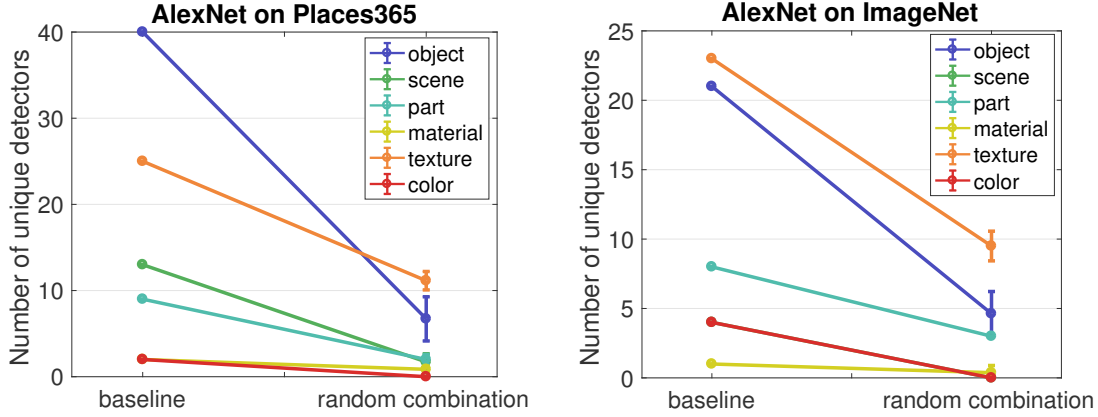 AlexNet on Places365
Number of unique detectors
40
30
20
10
0
object
scene
part
material
texture
color
baseline
random combination
AlexNet on ImageNet
Number of unique detectors
25
20
15
10
5
0
object
scene
part
material
texture
color
baseline
random combination